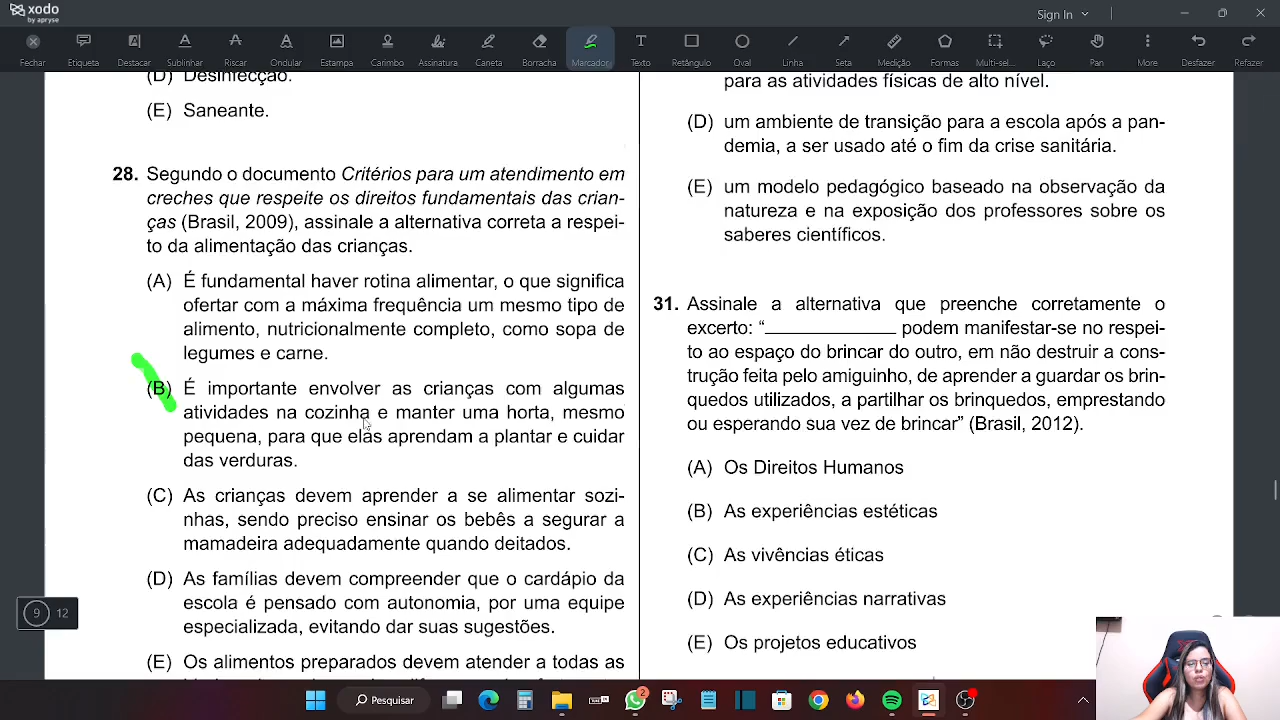 xodo
by apryse
Sign In
Fechar
Etiqueta
Destacar
Sublinhar
Diagrama
Ondulado
Estampa
Carimbo
Assinatura
Caneta
Borracha
Marcador
Texto
Retângulo
Oval
Linha
Seta
Medição
Formas
Multi-sel...
Laço
Pan
More
Desfazer
Refazer
(D) Desinfecção.
(E) Saneante.
28. Segundo o documento Critérios para um atendimento em
creches que respeite os direitos fundamentais das crian-
ças (Brasil, 2009), assinale a alternativa correta a respei-
to da alimentação das crianças.
(A) É fundamental haver rotina alimentar, o que significa
ofertar com a máxima frequência um mesmo tipo de
alimento, nutricionalmente completo, como sopa de
legumes e carne.
(B) É importante envolver as crianças com algumas
atividades na cozinha e manter uma horta, mesmo
pequena, para que elas aprendam a plantar e cuidar
das verduras.
(C) As crianças devem aprender a se alimentar sozi-
nhas, sendo preciso ensinar os bebês a segurar a
mamadeira adequadamente quando deitados.
(D) As famílias devem compreender que o cardápio da
escola é pensado com autonomia, por uma equipe
especializada, evitando dar suas sugestões.
(E) Os alimentos preparados devem atender a todas as
para as atividades físicas de alto nível.
(D) um ambiente de transição para a escola após a pan-
demia, a ser usado até o fim da crise sanitária.
(E) um modelo pedagógico baseado na observação da
natureza e na exposição dos professores sobre os
saberes científicos.
31. Assinale a alternativa que preenche corretamente o
excerto: “______________ podem manifestar-se no respei-
to ao espaço do brincar do outro, em não destruir a cons-
trução feita pelo amiguinho, de aprender a guardar os brin-
quedos utilizados, a partilhar os brinquedos, emprestando
ou esperando sua vez de brincar” (Brasil, 2012).
(A) Os Direitos Humanos
(B) As experiências estéticas
(C) As vivências éticas
(D) As experiências narrativas
(E) Os projetos educativos
9 12
Pesquisar
2